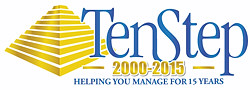 TenStep
2000-2015
HELPING YOU MANAGE FOR 15 YEARS